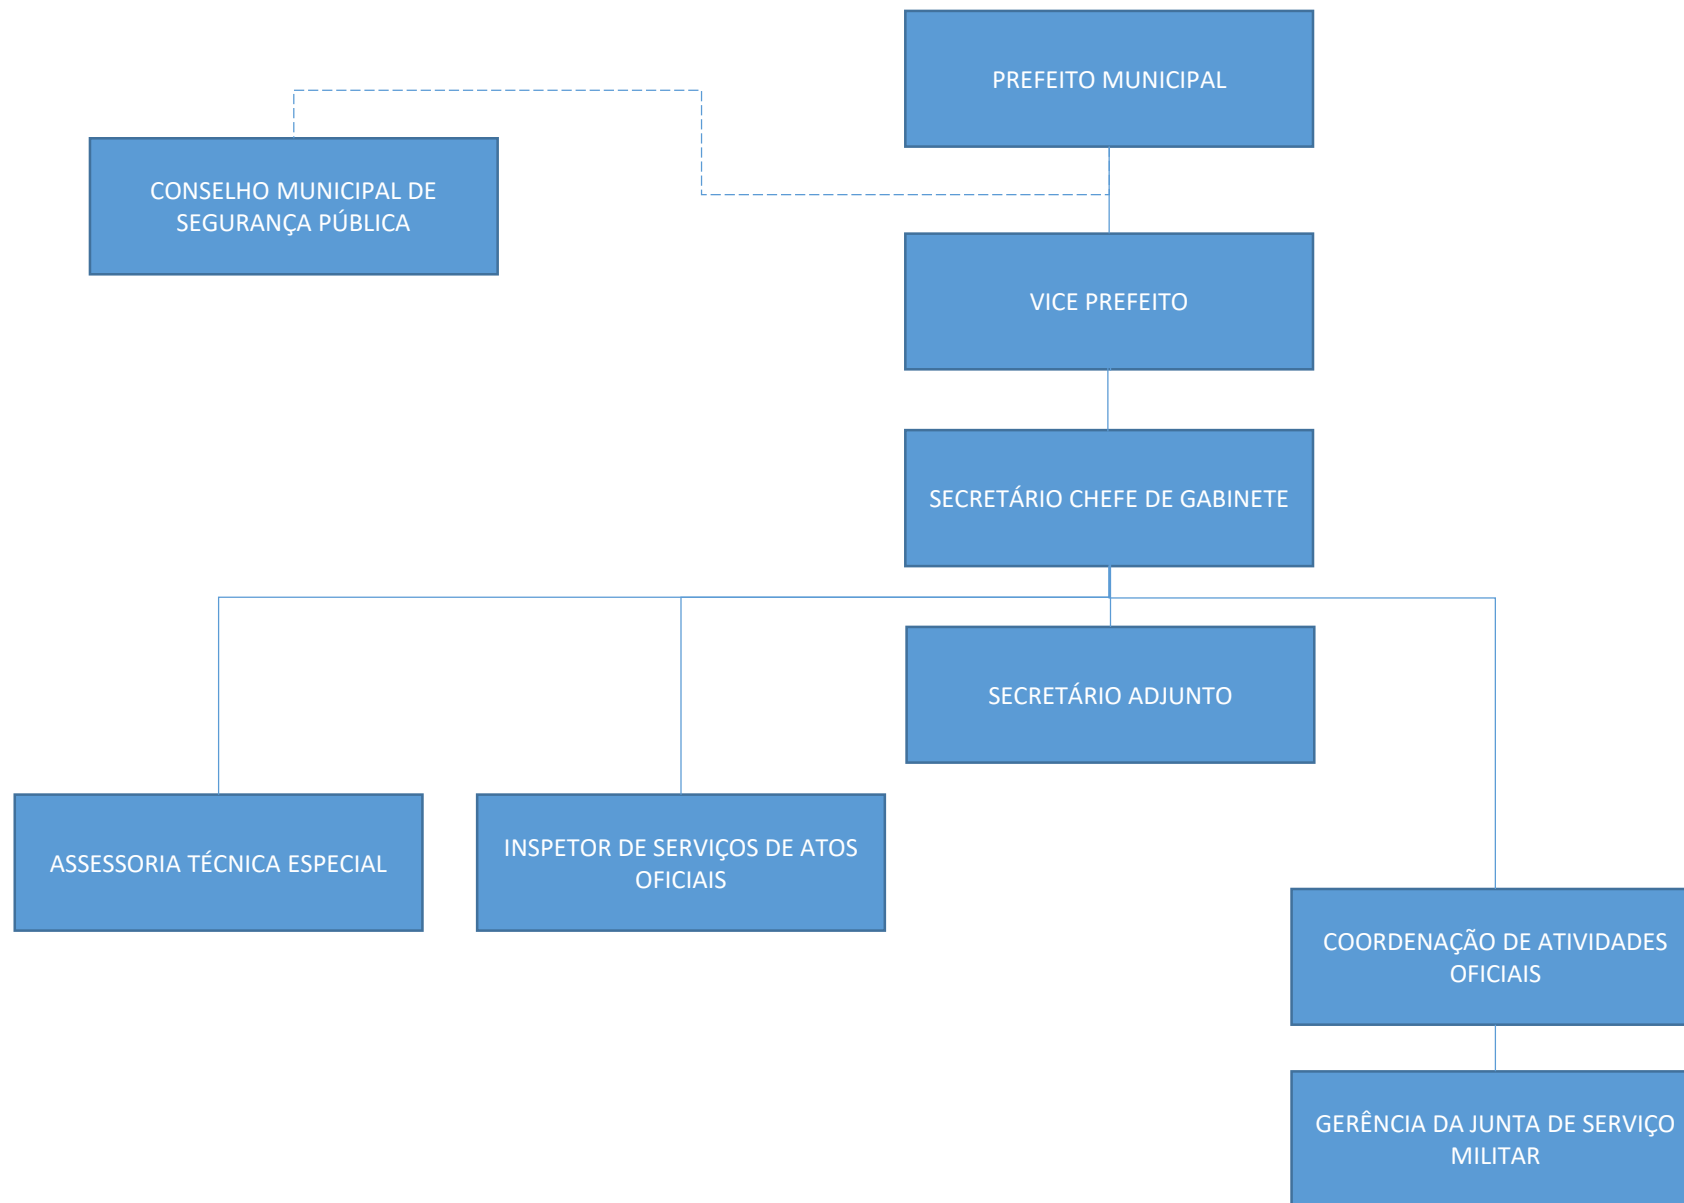 PREFEITO MUNICIPAL
CONSELHO MUNICIPAL DE
SEGURANÇA PÚBLICA
VICE PREFEITO
SECRETÁRIO CHEFE DE GABINETE
SECRETÁRIO ADJUNTO
ASSESSORIA TÉCNICA ESPECIAL
INSPETOR DE SERVIÇOS DE ATOS
OFICIAIS
COORDENAÇÃO DE ATIVIDADES
OFICIAIS
GERÊNCIA DA JUNTA DE SERVIÇO
MILITAR